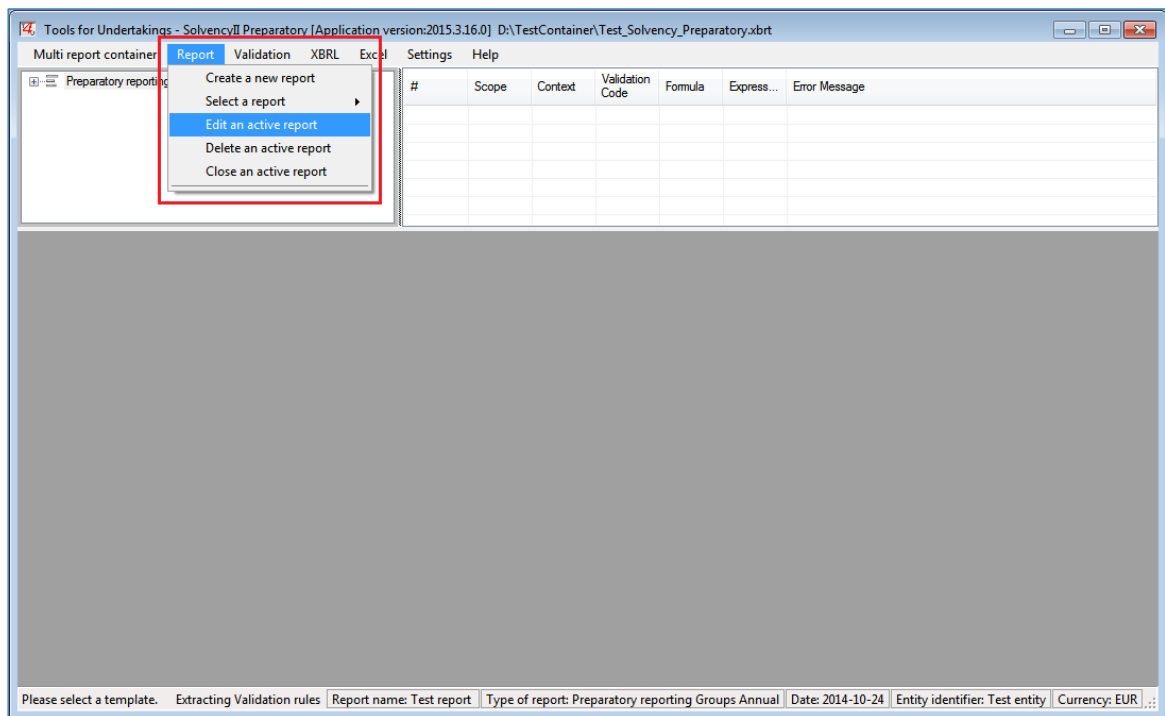 Tools for Undertakings - SolvencyII Preparatory [Application version:2015.3.16.0] D:\TestContainer\Test_Solvency_Preparatory.xbrt
Multi report container Report Validation XBRL Excel Settings Help
Preparatory reporting
Create a new report
Select a report
Edit an active report
Delete an active report
Close an active report
# Scope Context Validation Code Formula Express... Error Message
Please select a template. Extracting Validation rules Report name: Test report Type of report: Preparatory reporting Groups Annual Date: 2014-10-24 Entity identifier: Test entity Currency: EUR